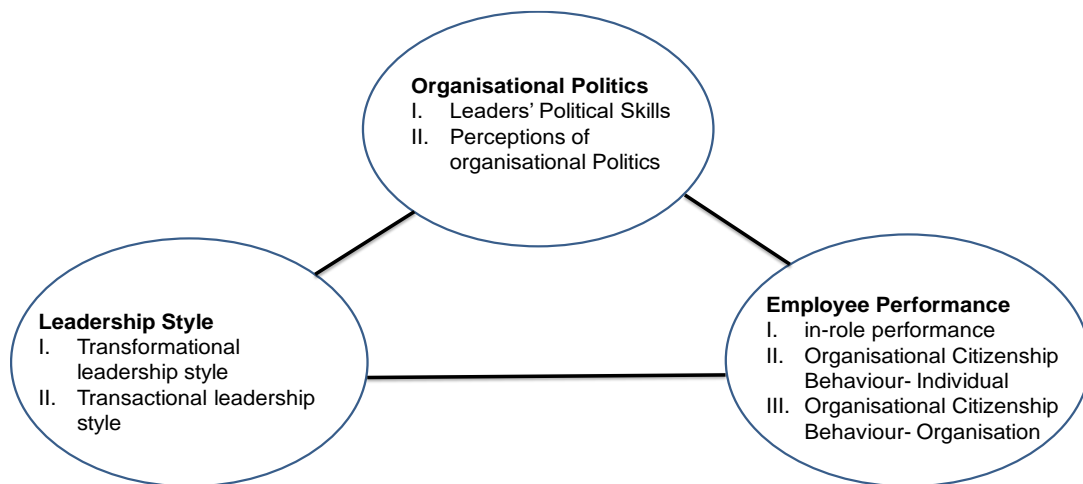 Organisational Politics
I. Leaders’ Political Skills
II. Perceptions of
organisational Politics
Leadership Style
I. Transformational
leadership style
II. Transactional leadership
style
Employee Performance
I. in-role performance
II. Organisational Citizenship
Behaviour- Individual
III. Organisational Citizenship
Behaviour- Organisation